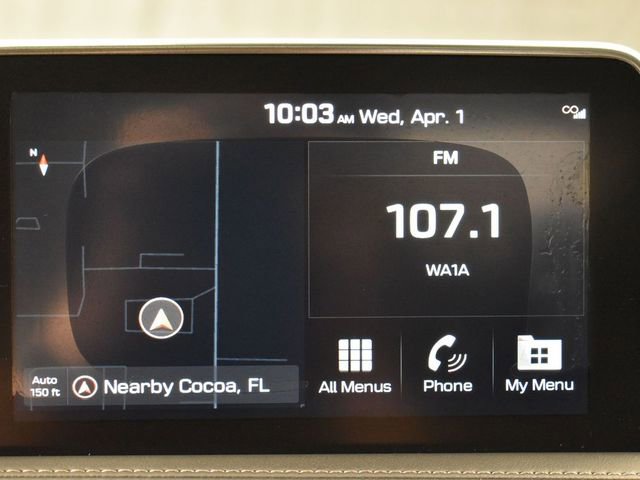 10:03 AM Wed, Apr. 1
N
FM
107.1
WA1A
Auto
150 ft
Nearby Cocoa, FL
All Menus
Phone
My Menu